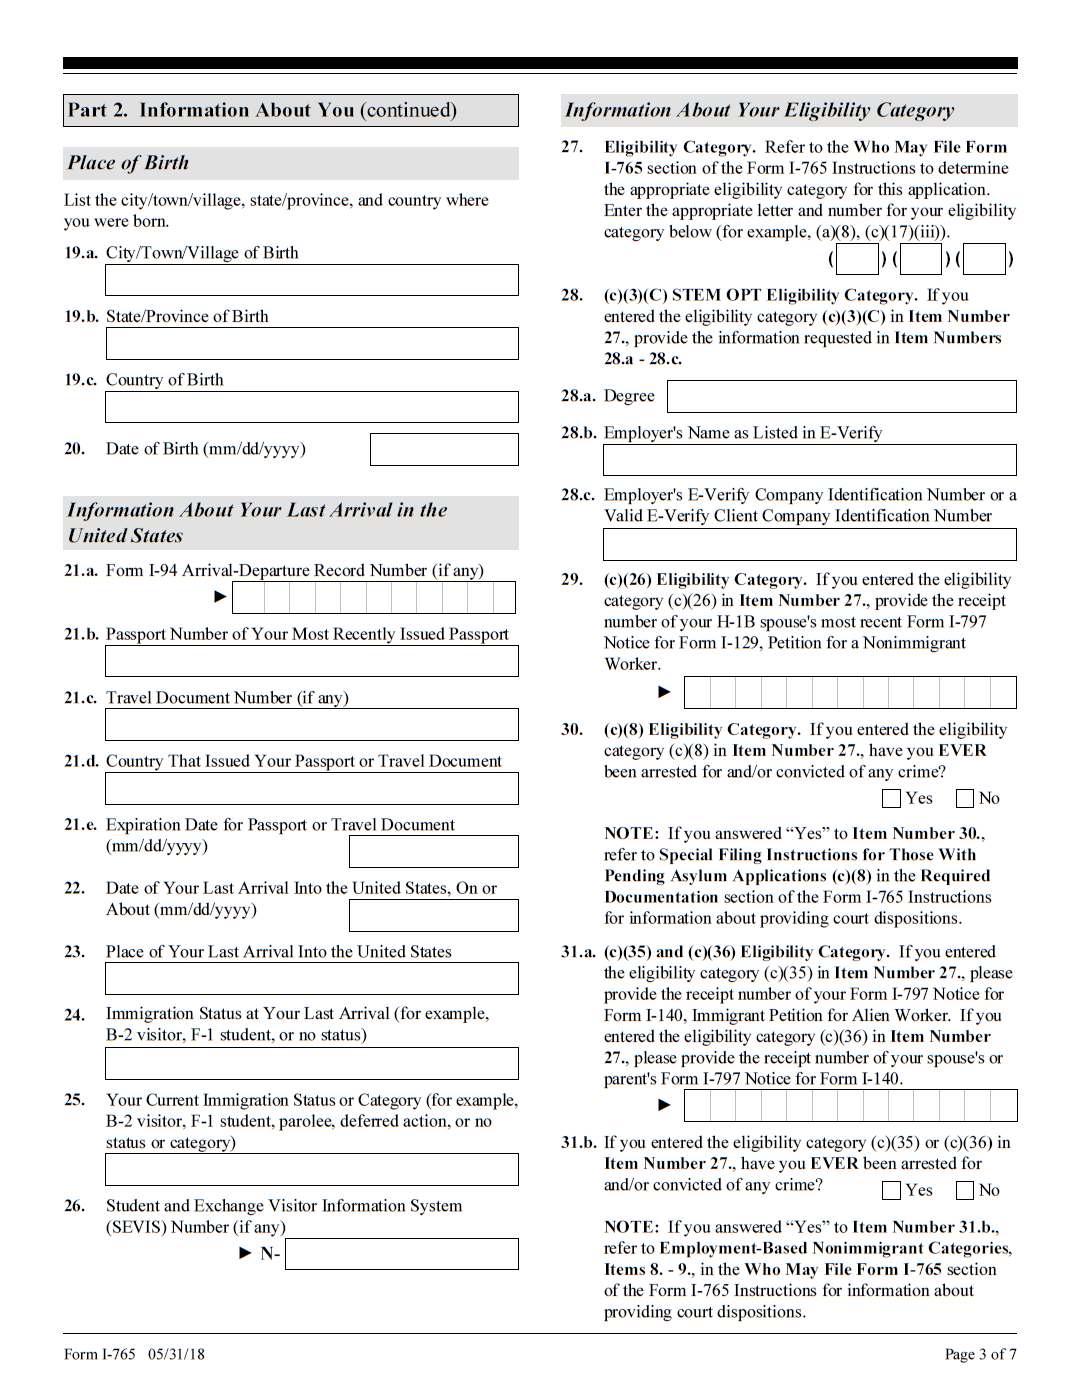 Part 2. Information About You (continued)
Place of Birth
List the city/town/village, state/province, and country where
you were born.
19.a. City/Town/Village of Birth
19.b. State/Province of Birth
19.c. Country of Birth
20. Date of Birth (mm/dd/yyyy)
Information About Your Last Arrival in the
United States
21.a. Form I-94 Arrival-Departure Record Number (if any)
21.b. Passport Number of Your Most Recently Issued Passport
21.c. Travel Document Number (if any)
21.d. Country That Issued Your Passport or Travel Document
21.e. Expiration Date for Passport or Travel Document
(mm/dd/yyyy)
22. Date of Your Last Arrival Into the United States, On or
About (mm/dd/yyyy)
23. Place of Your Last Arrival Into the United States
24. Immigration Status at Your Last Arrival (for example,
B-2 visitor, F-1 student, or no status)
25. Your Current Immigration Status or Category (for example,
B-2 visitor, F-1 student, parolee, deferred action, or no
status or category)
26. Student and Exchange Visitor Information System
(SEVIS) Number (if any)
► N-
Information About Your Eligibility Category
27. Eligibility Category. Refer to the Who May File Form
I-765 section of the Form I-765 Instructions to determine
the appropriate eligibility category for this application.
Enter the appropriate letter and number for your eligibility
category below (for example, (a)(8), (c)(17)(iii)).
( ) ( ) ( )
28. (c)(3)(C) STEM OPT Eligibility Category. If you
entered the eligibility category (c)(3)(C) in Item Number
27., provide the information requested in Item Numbers
28.a - 28.c.
28.a. Degree
28.b. Employer's Name as Listed in E-Verify
28.c. Employer's E-Verify Company Identification Number or a
Valid E-Verify Client Company Identification Number
29. (c)(26) Eligibility Category. If you entered the eligibility
category (c)(26) in Item Number 27., provide the receipt
number of your H-1B spouse's most recent Form I-797
Notice for Form I-129, Petition for a Nonimmigrant
Worker.
30. (c)(8) Eligibility Category. If you entered the eligibility
category (c)(8) in Item Number 27., have you EVER
been arrested for and/or convicted of any crime?
Yes No
NOTE: If you answered “Yes” to Item Number 30.,
refer to Special Filing Instructions for Those With
Pending Asylum Applications (c)(8) in the Required
Documentation section of the Form I-765 Instructions
for information about providing court dispositions.
31.a. (c)(35) and (c)(36) Eligibility Category. If you entered
the eligibility category (c)(35) in Item Number 27., please
provide the receipt number of your Form I-797 Notice for
Form I-140, Immigrant Petition for Alien Worker. If you
entered the eligibility category (c)(36) in Item Number
27., please provide the receipt number of your spouse's or
parent's Form I-797 Notice for Form I-140.
31.b. If you entered the eligibility category (c)(35) or (c)(36) in
Item Number 27., have you EVER been arrested for
and/or convicted of any crime? Yes No
NOTE: If you answered “Yes” to Item Number 31.b.,
refer to Employment-Based Nonimmigrant Categories,
Items 8. - 9., in the Who May File Form I-765 section
of the Form I-765 Instructions for information about
providing court dispositions.
Form I-765 05/31/18 Page 3 of 7